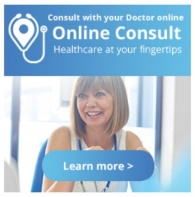 Consult with your Doctor online
Online Consult
Healthcare at your fingertips
Learn more >